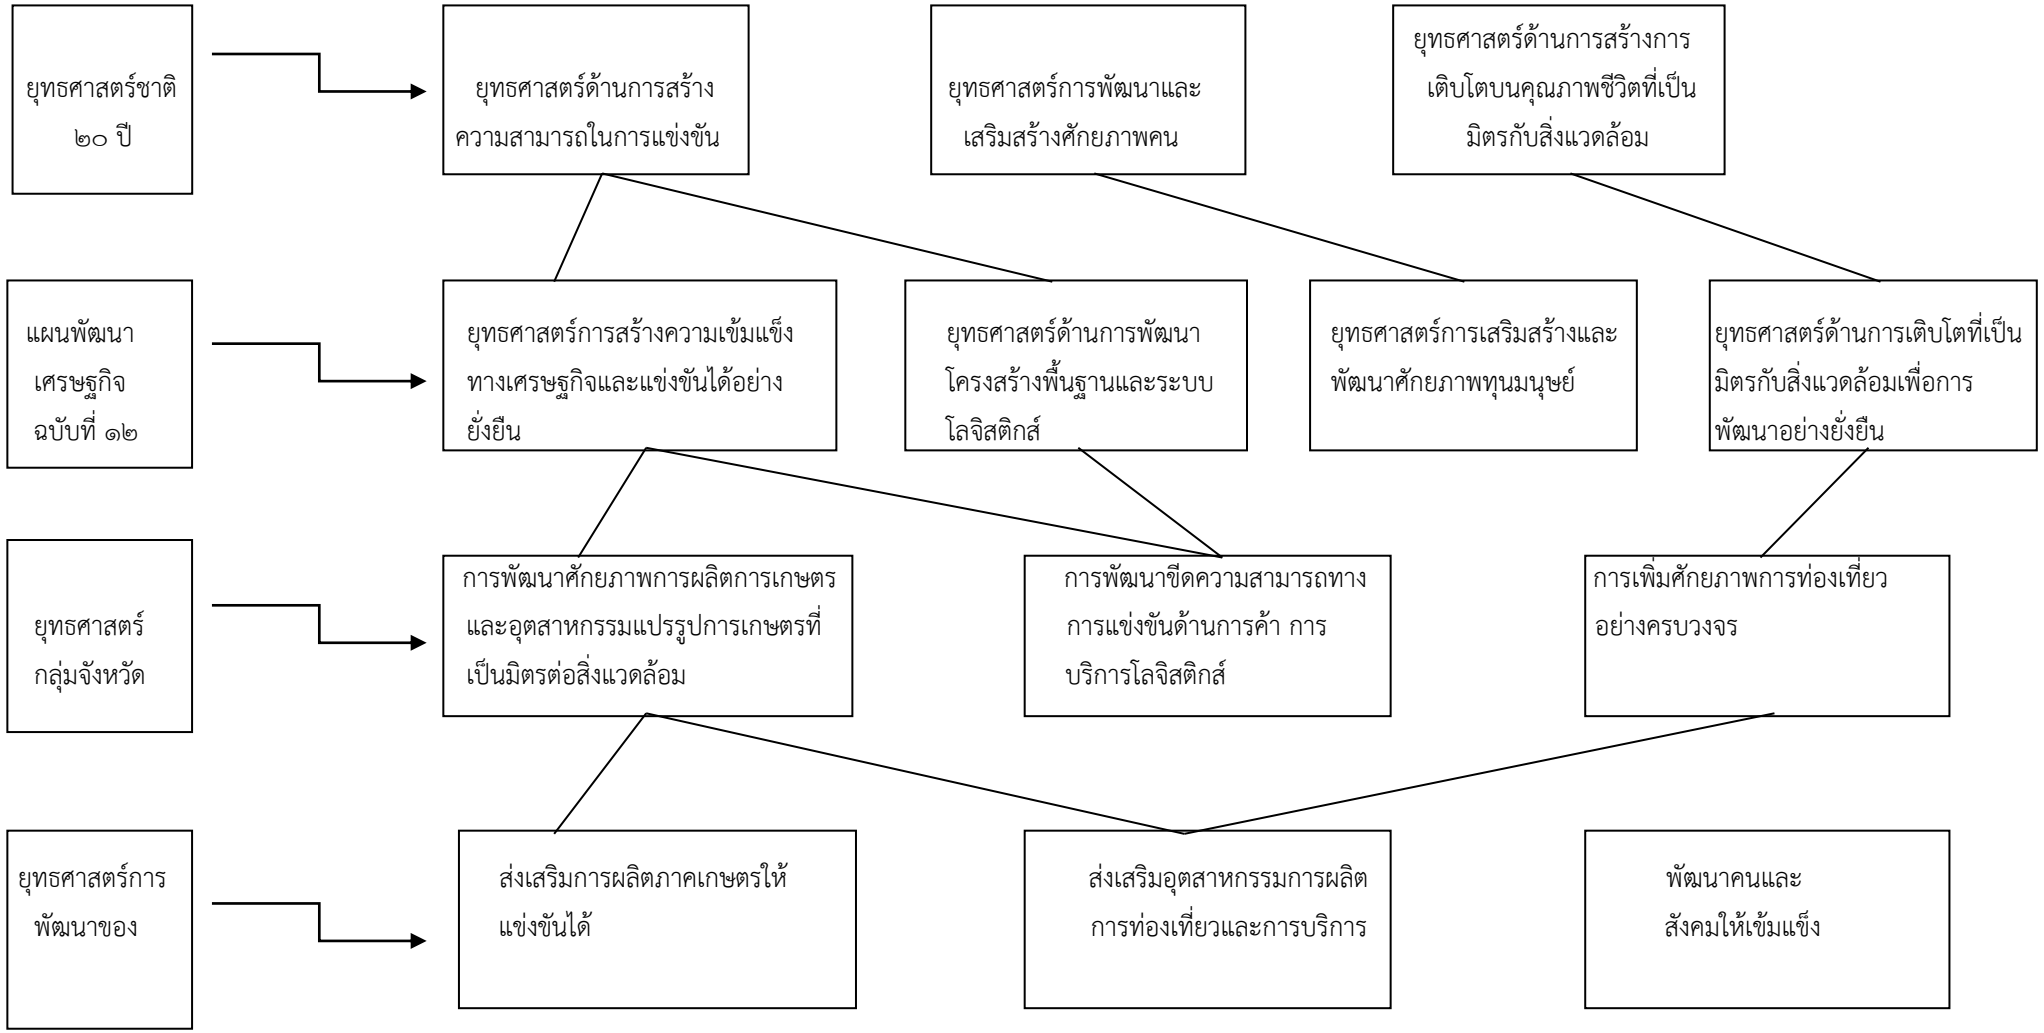 ยุทธศาสตร์ชาติ
๒๐ ปี
ยุทธศาสตร์ด้านการสร้าง
ความสามารถในการแข่งขัน
ยุทธศาสตร์การพัฒนาและ
เสริมสร้างศักยภาพคน
ยุทธศาสตร์ด้านการสร้างการ
เติบโตบนคุณภาพชีวิตที่เป็น
มิตรกับสิ่งแวดล้อม
แผนพัฒนา
เศรษฐกิจ
ฉบับที่ ๑๒
ยุทธศาสตร์การสร้างความเข้มแข็ง
ทางเศรษฐกิจและแข่งขันได้อย่าง
ยั่งยืน
ยุทธศาสตร์ด้านการพัฒนา
โครงสร้างพื้นฐานและระบบ
โลจิสติกส์
ยุทธศาสตร์การเสริมสร้างและ
พัฒนาศักยภาพทุนมนุษย์
ยุทธศาสตร์ด้านการเติบโตที่เป็น
มิตรกับสิ่งแวดล้อมเพื่อการ
พัฒนาอย่างยั่งยืน
ยุทธศาสตร์
กลุ่มจังหวัด
การพัฒนาศักยภาพการผลิตการเกษตร
และอุตสาหกรรมแปรรูปการเกษตรที่
เป็นมิตรต่อสิ่งแวดล้อม
การพัฒนาขีดความสามารถทาง
การแข่งขันด้านการค้า การ
บริการโลจิสติกส์
การเพิ่มศักยภาพการท่องเที่ยว
อย่างครบวงจร
ยุทธศาสตร์การ
พัฒนาของ
ส่งเสริมการผลิตภาคเกษตรให้
แข่งขันได้
ส่งเสริมอุตสาหกรรมการผลิต
การท่องเที่ยวและการบริการ
พัฒนาคนและ
สังคมให้เข้มแข็ง